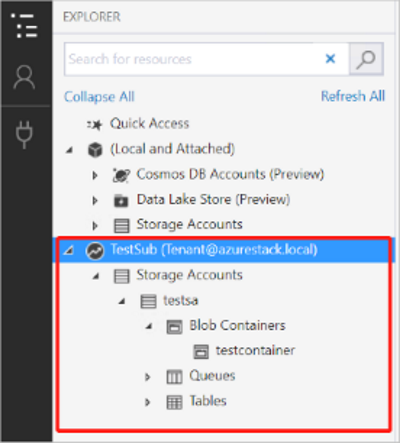 EXPLORER
Search for resources
Collapse All Refresh All
Quick Access
(Local and Attached)
Cosmos DB Accounts (Preview)
Data Lake Store (Preview)
Storage Accounts
TestSub (Tenant@azurestack.local)
Storage Accounts
testsa
Blob Containers
testcontainer
Queues
Tables